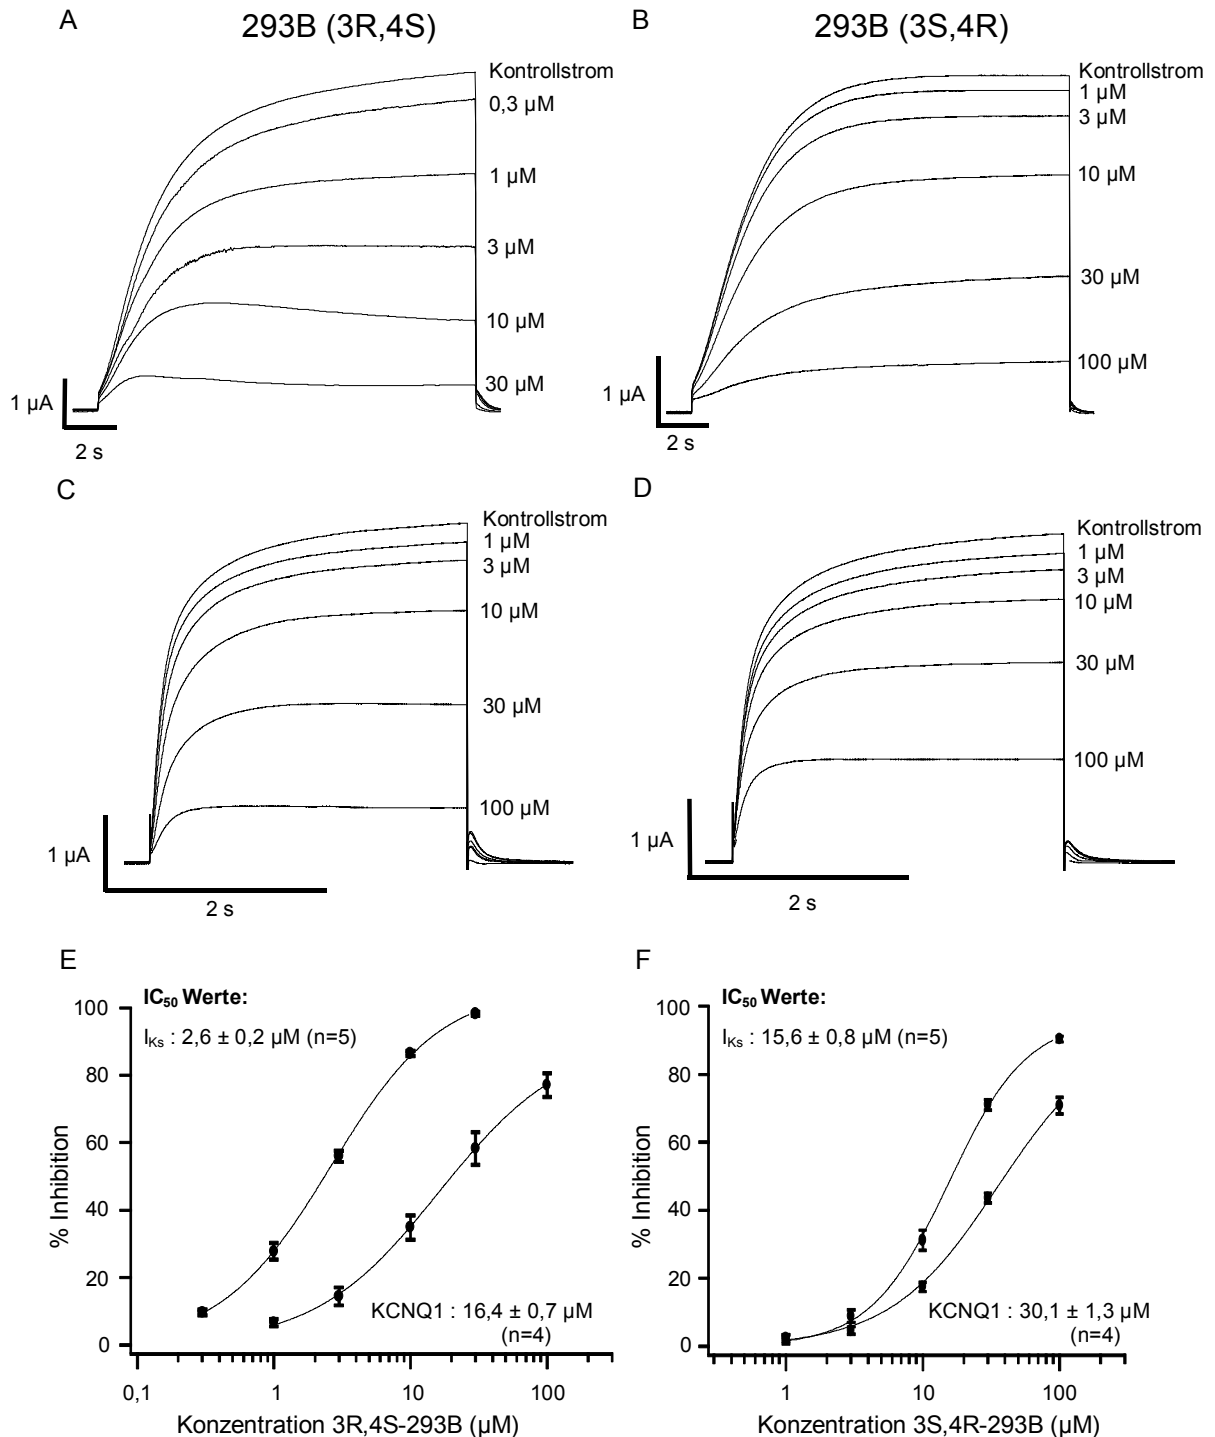 A
293B (3R,4S)
Kontrollstrom
0,3 µM
1 µM
3 µM
10 µM
30 µM
1 µA
2 s
B
293B (3S,4R)
Kontrollstrom
1 µM
3 µM
10 µM
30 µM
100 µM
1 µA
2 s
C
Kontrollstrom
1 µM
3 µM
10 µM
30 µM
100 µM
1 µA
2 s
D
Kontrollstrom
1 µM
3 µM
10 µM
30 µM
100 µM
1 µA
2 s
E
IC50 Werte:
IKs : 2,6 ± 0,2 µM (n=5)
KCNQ1 : 16,4 ± 0,7 µM
(n=4)
% Inhibition
100
80
60
40
20
0
0,1
1
10
100
Konzentration 3R,4S-293B (µM)
F
IC50 Werte:
IKs : 15,6 ± 0,8 µM (n=5)
KCNQ1 : 30,1 ± 1,3 µM
(n=4)
% Inhibition
100
80
60
40
20
0
1
10
100
Konzentration 3S,4R-293B (µM)